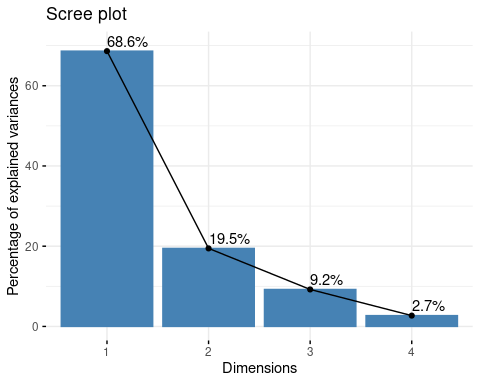 Scree plot
68.6%
19.5%
9.2%
2.7%
60
40
20
0
Percentage of explained variances
1 2 3 4
Dimensions